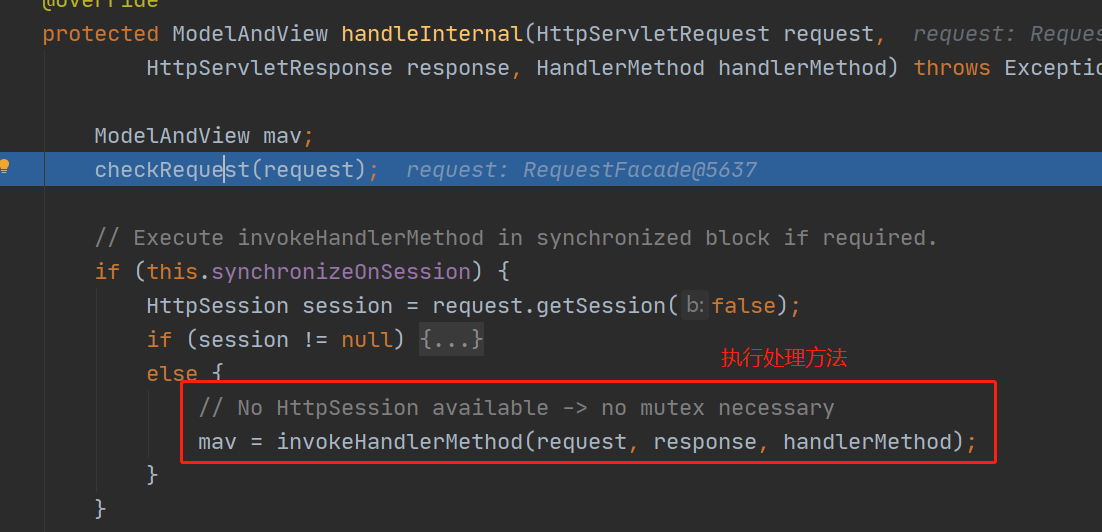 @Override
protected ModelAndView handleInternal(HttpServletRequest request,  request: Reques
HttpServletResponse response, HandlerMethod handlerMethod) throws Exceptio
ModelAndView mav;
checkRequest(request);  request: RequestFacade@5637
// Execute invokeHandlerMethod in synchronized block if required.
if (this.synchronizeOnSession) {
HttpSession session = request.getSession( b: false);
if (session != null) {...}
执行处理方法
else {
// No HttpSession available -> no mutex necessary
mav = invokeHandlerMethod(request, response, handlerMethod);
}
}